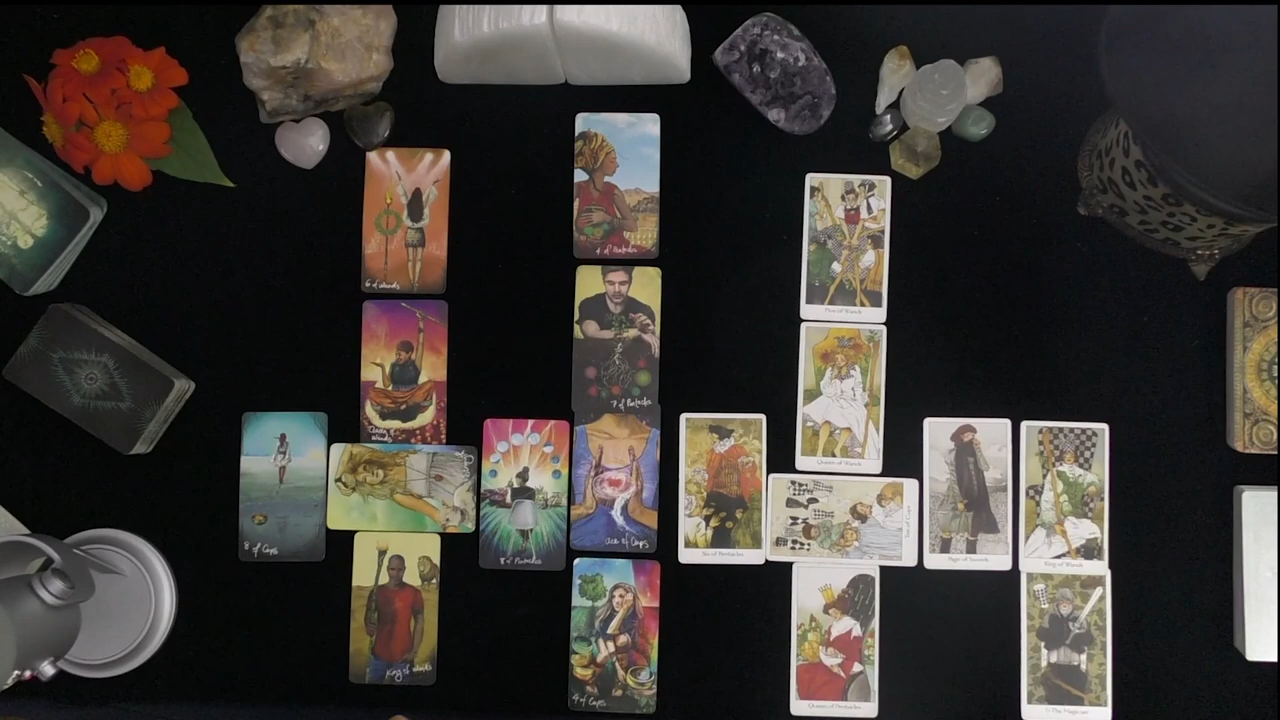 6 of Wands
Queen of Wands
8 of Cups
King of Wands
8 of Pentacles
4 of Pentacles
7 of Pentacles
Ace of Cups
4 of Cups
Five of Wands
Queen of Wands
Six of Pentacles
Queen of Pentacles
Page of Swords
King of Wands
I The Magician